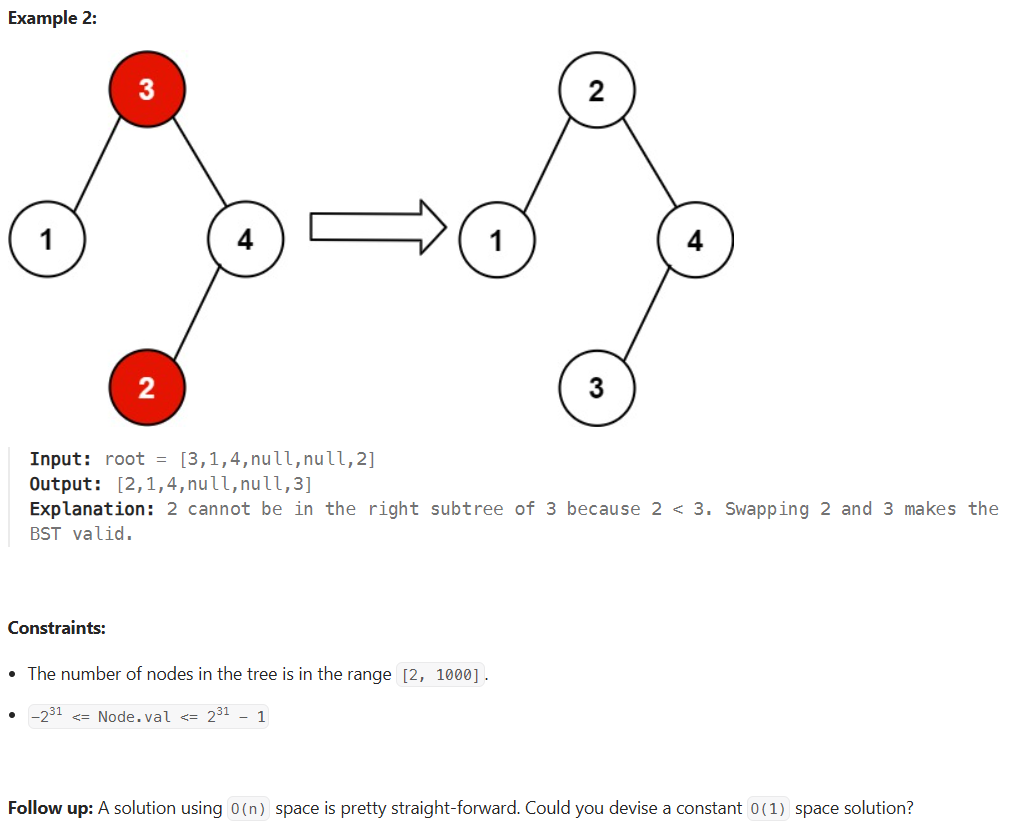 Example 2:
3 2
1 4 1 4
2 3
Input: root = [3,1,4,null,null,2]
Output: [2,1,4,null,null,3]
Explanation: 2 cannot be in the right subtree of 3 because 2 < 3. Swapping 2 and 3 makes the
BST valid.
Constraints:
• The number of nodes in the tree is in the range [2, 1000].
• -2³¹ <= Node.val <= 2³¹ - 1
Follow up: A solution using O(n) space is pretty straight-forward. Could you devise a constant O(1) space solution?